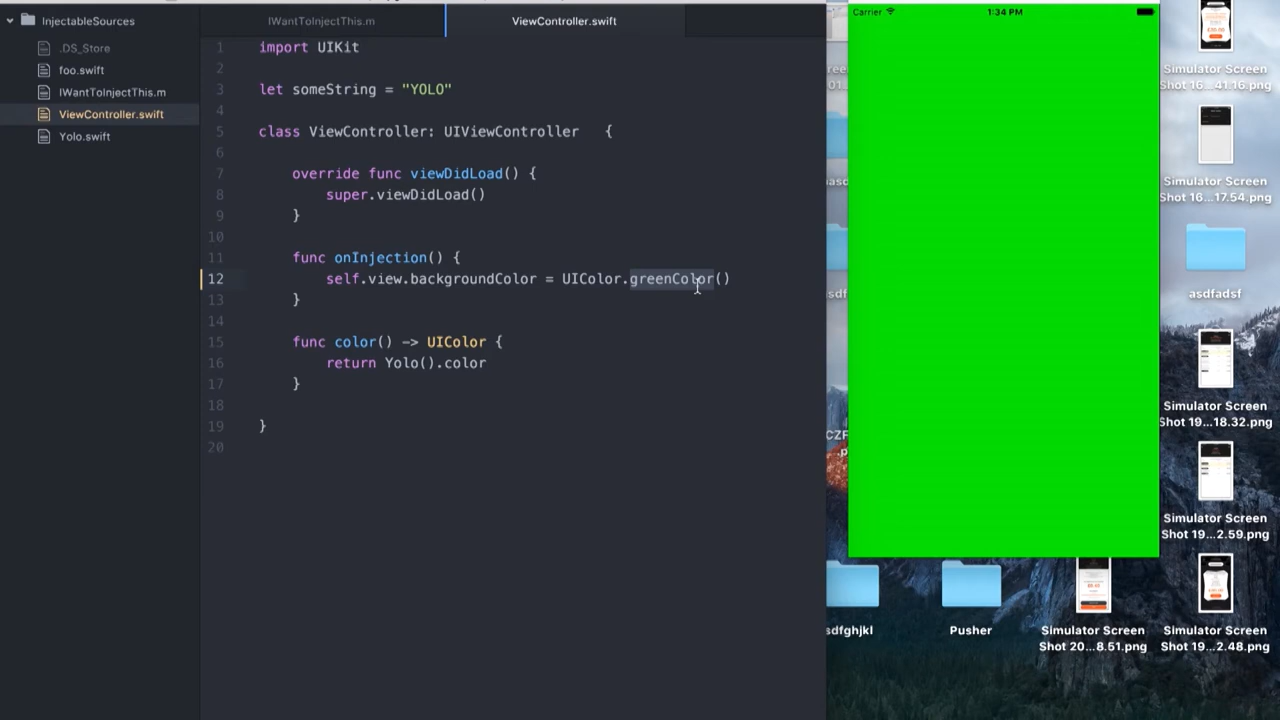 InjectableSources
.DS_Store
foo.swift
IWantToInjectThis.m
ViewController.swift
Yolo.swift
IWantToInjectThis.m
ViewController.swift
1 import UIKit
2
3 let someString = "YOLO"
4
5 class ViewController: UIViewController {
6
7 override func viewDidLoad() {
8 super.viewDidLoad()
9 }
10
11 func onInjection() {
12 self.view.backgroundColor = UIColor.greenColor()
13 }
14
15 func color() -> UIColor {
16 return Yolo().color
17 }
18
19 }
20
Carrier 1:34 PM
Simulator Screen
Shot 16...41.16.png
Simulator Screen
Shot 16...17.54.png
asdfadsf
Simulator Screen
Shot 19...18.32.png
Simulator Screen
Shot 19...2.59.png
sdfghjkl
Pusher
Simulator Screen
Shot 20...8.51.png
Simulator Screen
Shot 19...2.48.png